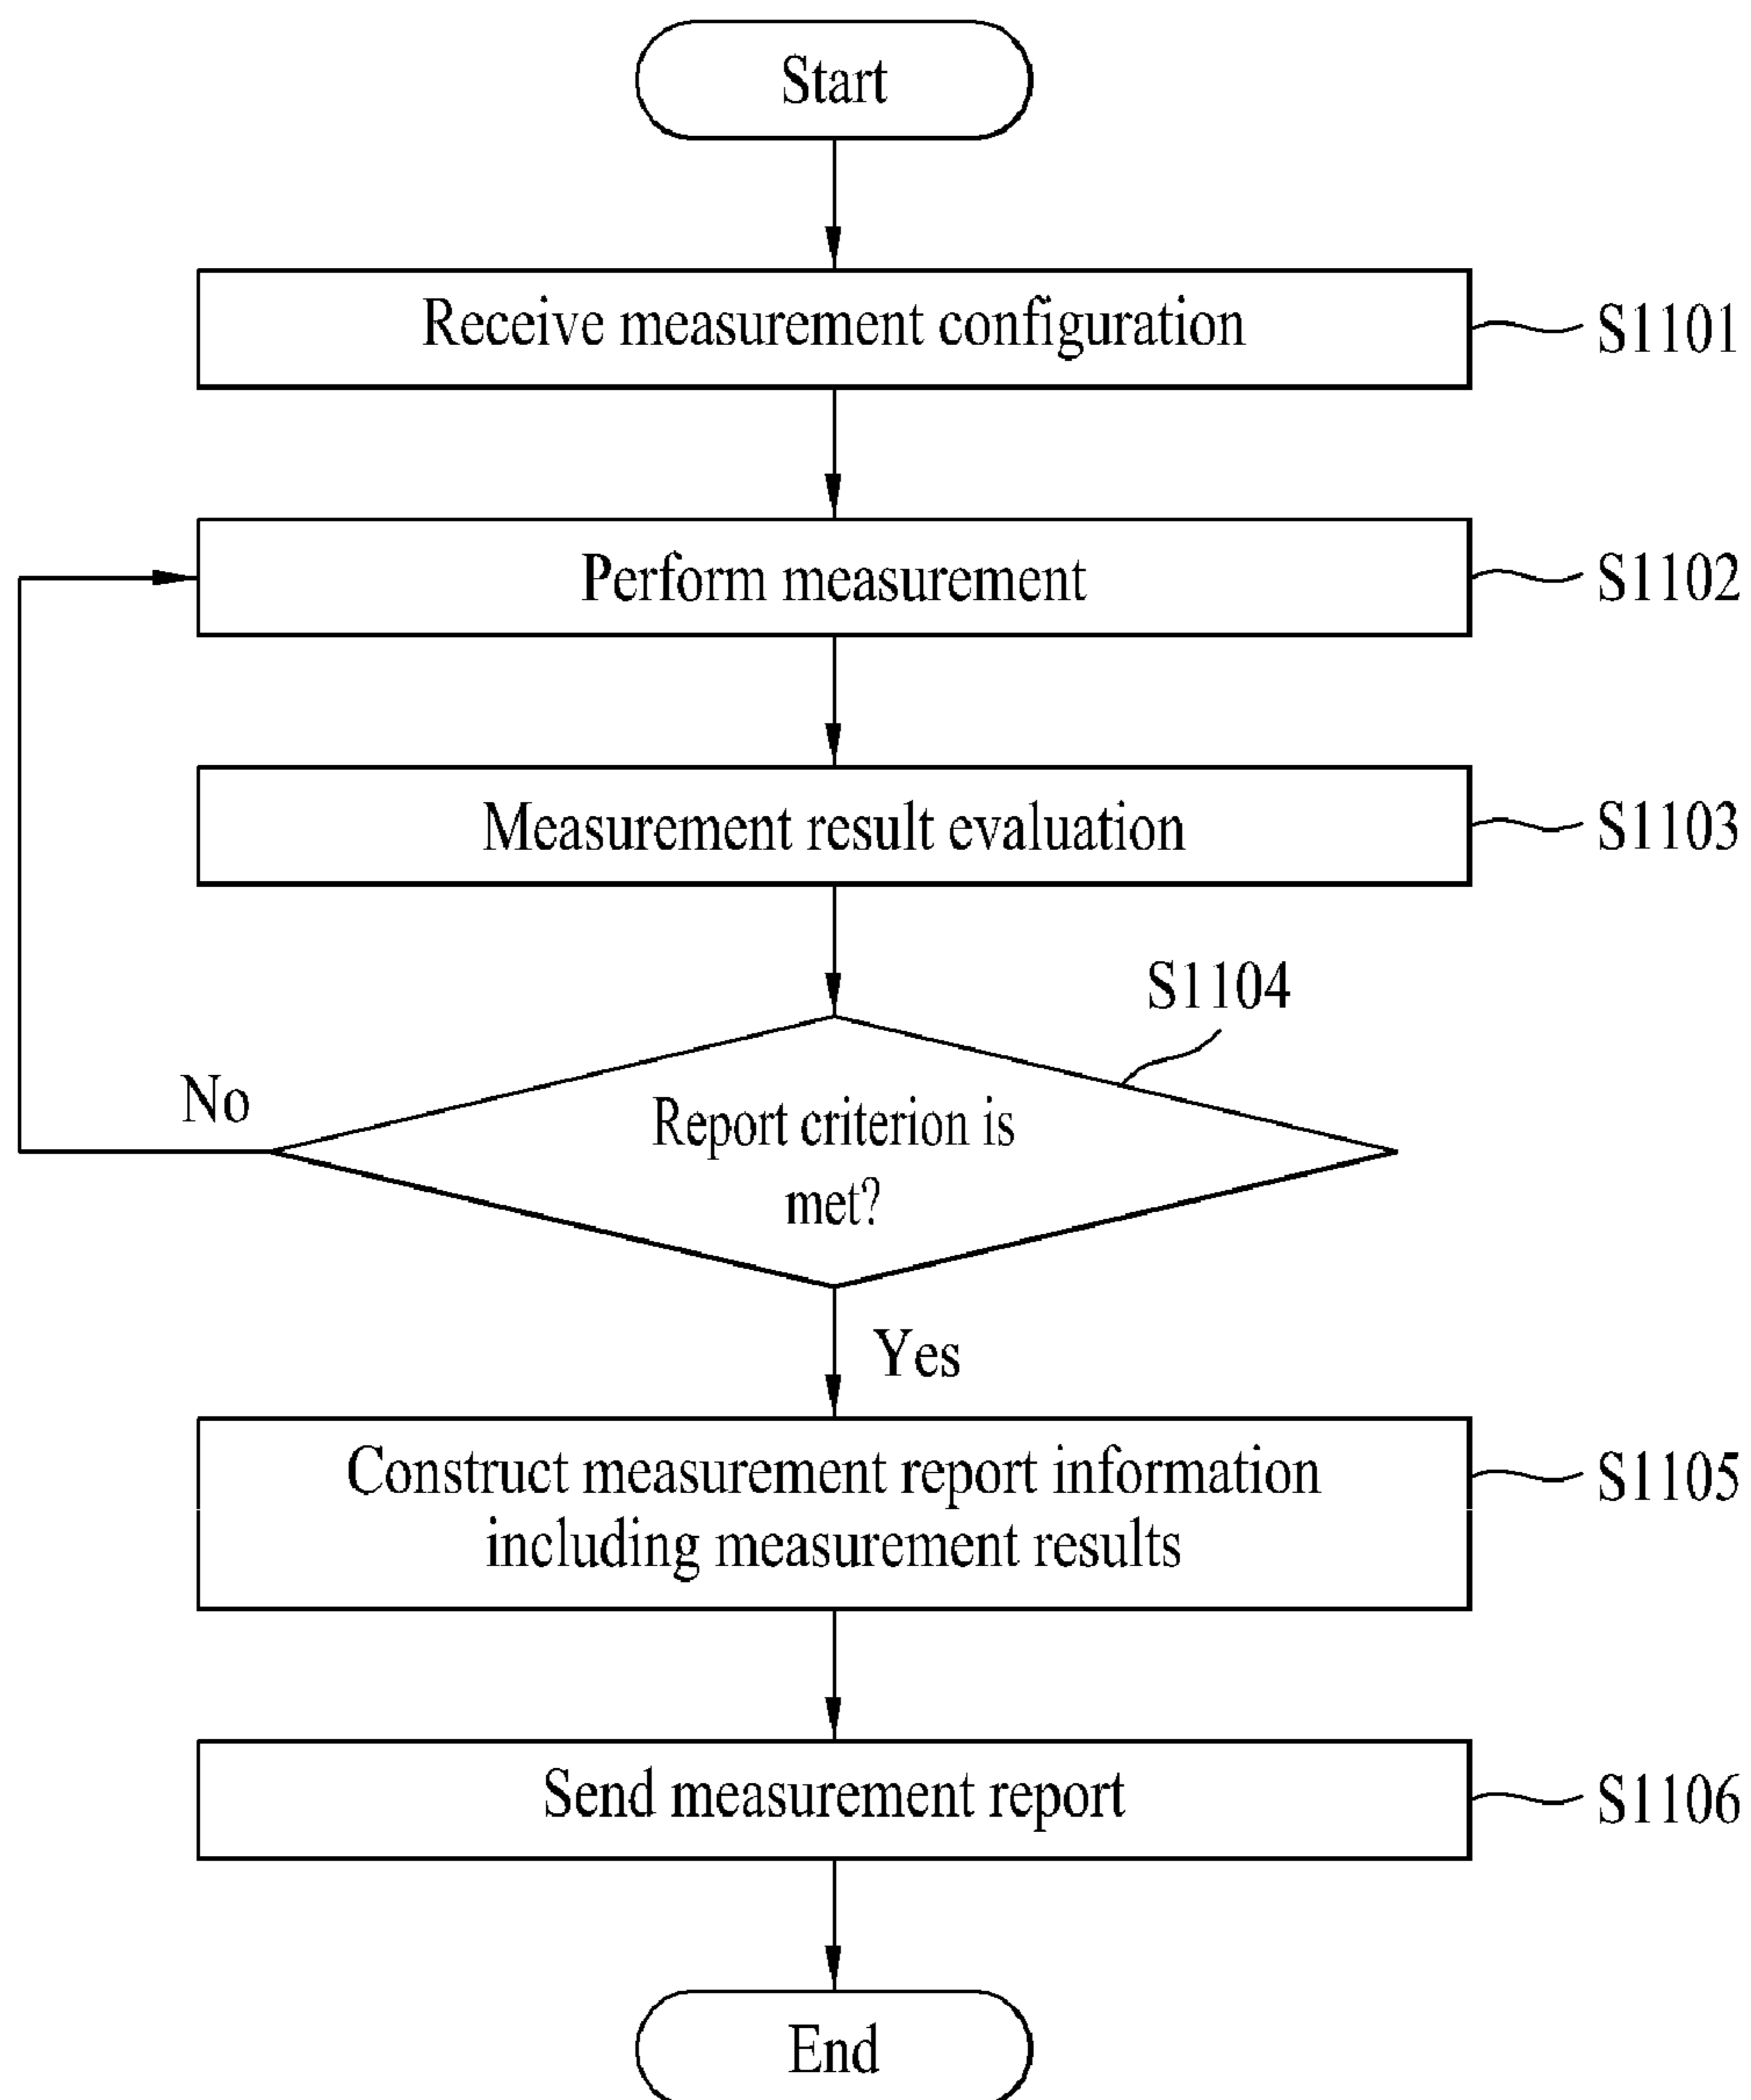 Start
Receive measurement configuration
S1101
Perform measurement
S1102
Measurement result evaluation
S1103
S1104
No
Report criterion is
met?
Yes
Construct measurement report information
including measurement results
S1105
Send measurement report
S1106
End